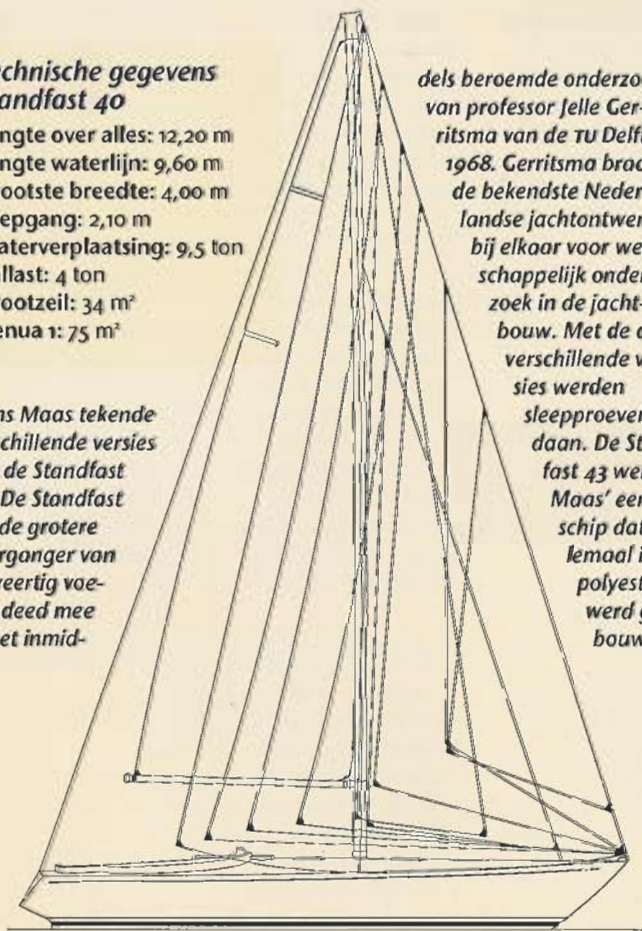 echnische gegevens
andfast 40
ngte over alles: 12,20 m
ngte waterlijn: 9,60 m
ootste breedte: 4,00 m
epgang: 2,10 m
aterverplaatsing: 9,5 ton
llast: 4 ton
ootzeil: 34 m²
enua 1: 75 m²
ns Maas tekende
schillende versies
de Standfast
De Standfast
de grotere
rganger van
veertig voe-
deed mee
et inmid-
dels beroemde onderzo
van professor Jelle Ger-
ritsma van de TU Delf
1968. Gerritsma brac
de bekendste Neder
landse jachtontwer
bij elkaar voor we
schappelijk onder
zoek in de jacht-
bouw. Met de a
verschillende v
sies werden
sleepproeven
daan. De St
fast 43 wer
Maas' eer
schip dat
lemaal i
polyest
werd g
bouw